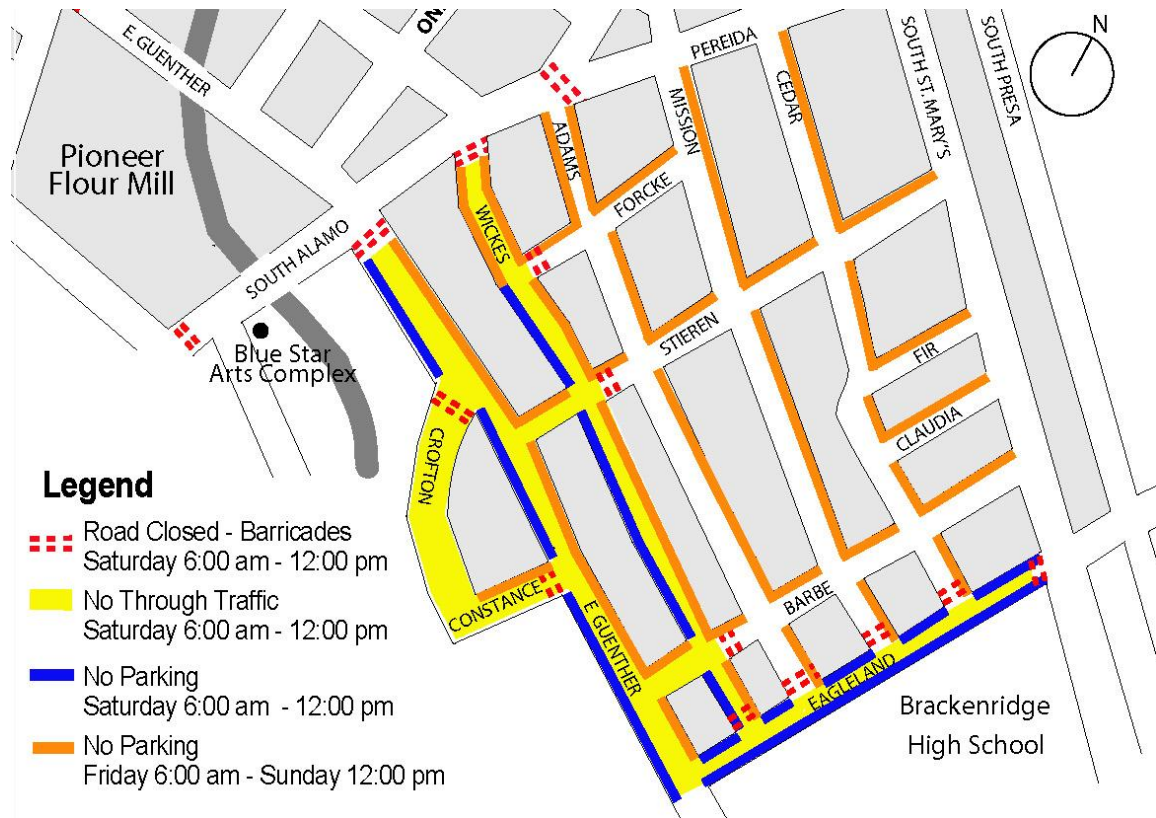 E. GUENTHER
ON
N
PEREIDA
SOUTH ST. MARY'S
SOUTH PRESA
CEDAR
MISSION
ADAMS
Pioneer
Flour Mill
FORCKE
WICKES
SOUTH ALAMO
STIEREN
FIR
Blue Star
Arts Complex
CLAUDIA
CROFTON
Legend
Road Closed - Barricades
Saturday 6:00 am - 12:00 pm
No Through Traffic
Saturday 6:00 am - 12:00 pm
CONSTANCE
E. GUENTHER
BARBE
EAGLELAND
No Parking
Saturday 6:00 am - 12:00 pm
No Parking
Friday 6:00 am - Sunday 12:00 pm
Brackenridge
High School